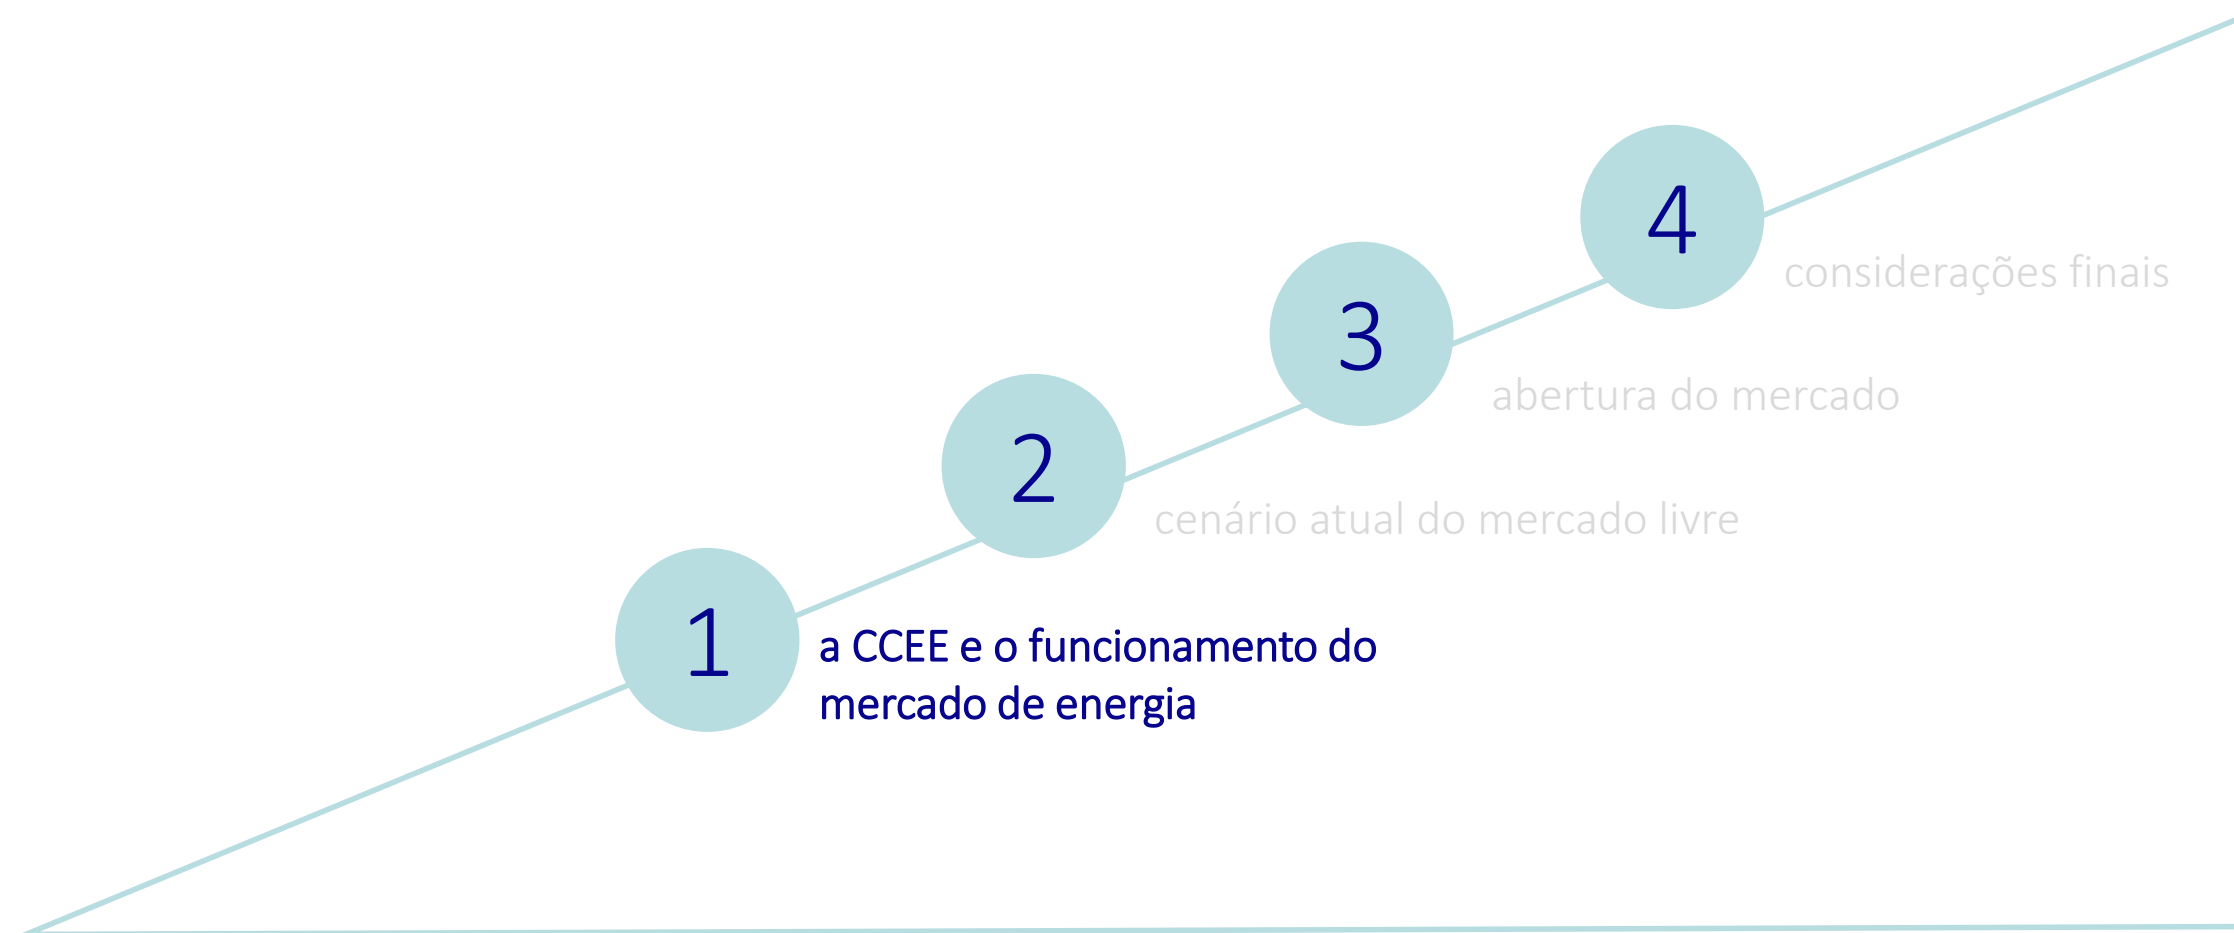 1
a CCEE e o funcionamento do
mercado de energia
2
cenário atual do mercado livre
3
abertura do mercado
4
considerações finais